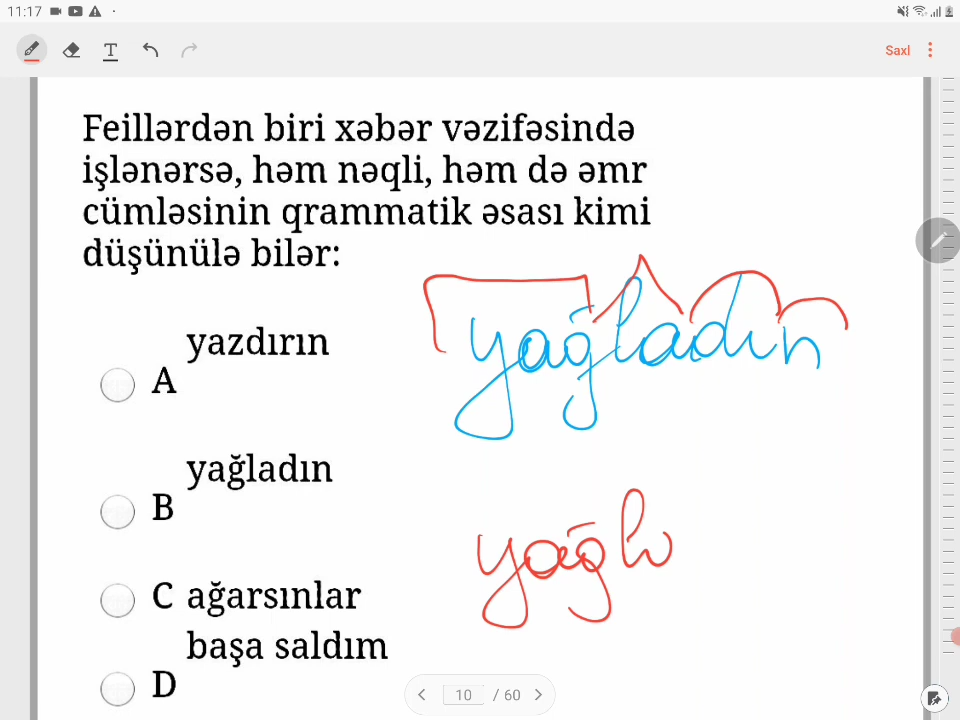 11:17
Saxl
Feillərdən biri xəbər vəzifəsində
işlənərsə, həm nəqli, həm də əmr
cümləsinin qrammatik əsası kimi
düşünülə bilər:
yağladın
yazdırın
A
yağladın
B
yağlı
C ağarsınlar
başa saldım
D
10 / 60